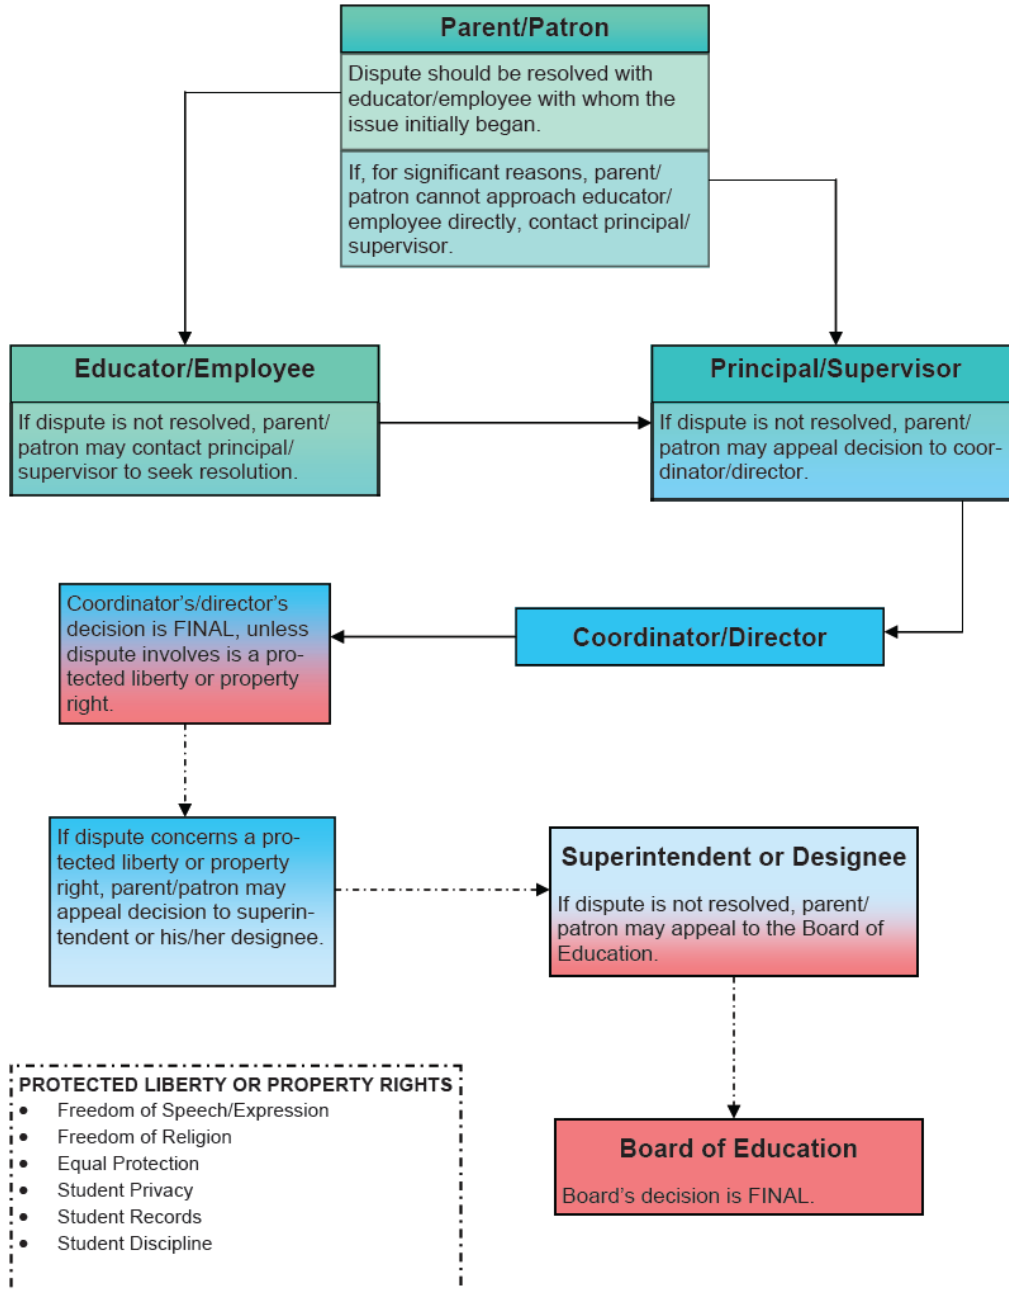 Parent/Patron
Dispute should be resolved with
educator/employee with whom the
issue initially began.
If, for significant reasons, parent/
patron cannot approach educator/
employee directly, contact principal/
supervisor.
Educator/Employee
If dispute is not resolved, parent/
patron may contact principal/
supervisor to seek resolution.
Principal/Supervisor
If dispute is not resolved, parent/
patron may appeal decision to coor-
dinator/director.
Coordinator/Director
Coordinator’s/director’s
decision is FINAL, unless
dispute involves is a pro-
tected liberty or property
right.
If dispute concerns a pro-
tected liberty or property
right, parent/patron may
appeal decision to superin-
tendent or his/her designee.
Superintendent or Designee
If dispute is not resolved, parent/
patron may appeal to the Board of
Education.
Board of Education
Board’s decision is FINAL.
PROTECTED LIBERTY OR PROPERTY RIGHTS
• Freedom of Speech/Expression
• Freedom of Religion
• Equal Protection
• Student Privacy
• Student Records
• Student Discipline